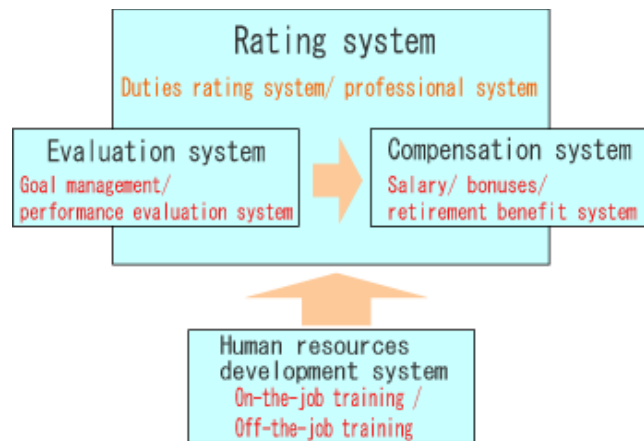 Rating system
Duties rating system/ professional system
Evaluation system
Goal management/
performance evaluation system
Compensation system
Salary/ bonuses/
retirement benefit system
Human resources
development system
On-the-job training /
Off-the-job training